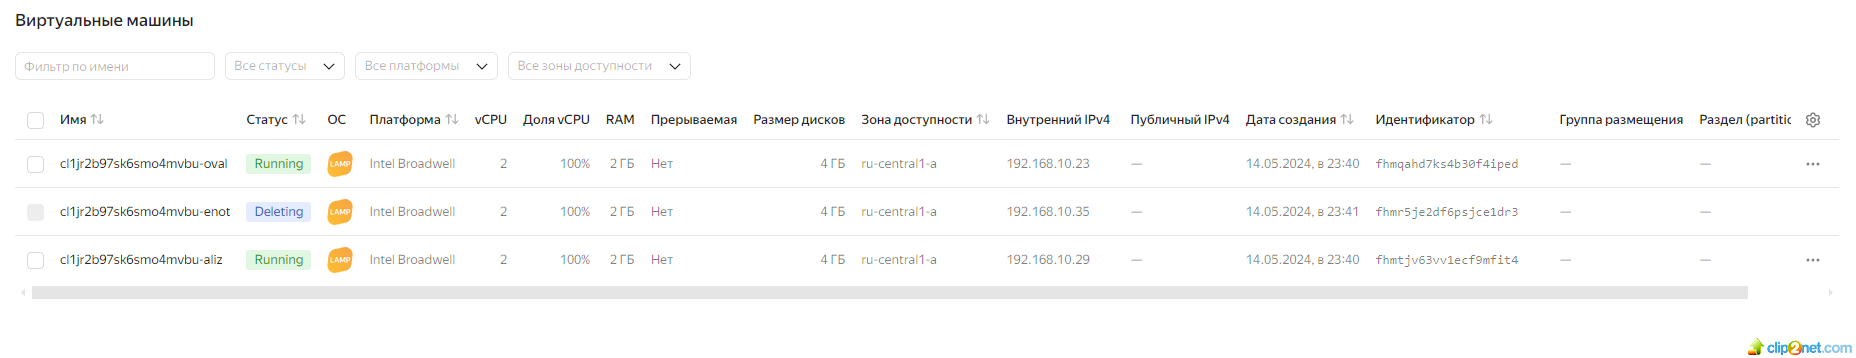 Виртуальные машины
Фильтр по имени Все статусы Все платформы Все зоны доступности
Имя Статус ОС Платформа vCPU Доля vCPU RAM Прерываемая Размер дисков Зона доступности Внутренний IPv4 Публичный IPv4 Дата создания Идентификатор Группа размещения Раздел (partitic
cl1jr2b97sk6smo4mvbu-oval Running LAMP Intel Broadwell 2 100% 2 ГБ Нет 4 ГБ ru-central1-a 192.168.10.23 — 14.05.2024, в 23:40 fhmqahd7ks4b30f4iped — —
cl1jr2b97sk6smo4mvbu-enot Deleting LAMP Intel Broadwell 2 100% 2 ГБ Нет 4 ГБ ru-central1-a 192.168.10.35 — 14.05.2024, в 23:41 fhmr5je2df6psjce1dr3 — —
cl1jr2b97sk6smo4mvbu-aliz Running LAMP Intel Broadwell 2 100% 2 ГБ Нет 4 ГБ ru-central1-a 192.168.10.29 — 14.05.2024, в 23:40 fhmtjv63vv1ecf9mfit4 — —
clip2net.com